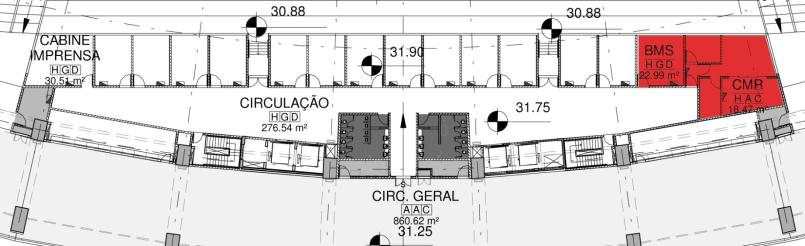 30.88
30.88
CABINE
IMPRENSA
HGD
30.51 m²
31.90
BMS
HGD
22.99 m²
CMR
HAC
18.47 m²
CIRCULAÇÃO
HGD
276.54 m²
31.75
S
CIRC. GERAL
AAC
860.62 m²
31.25